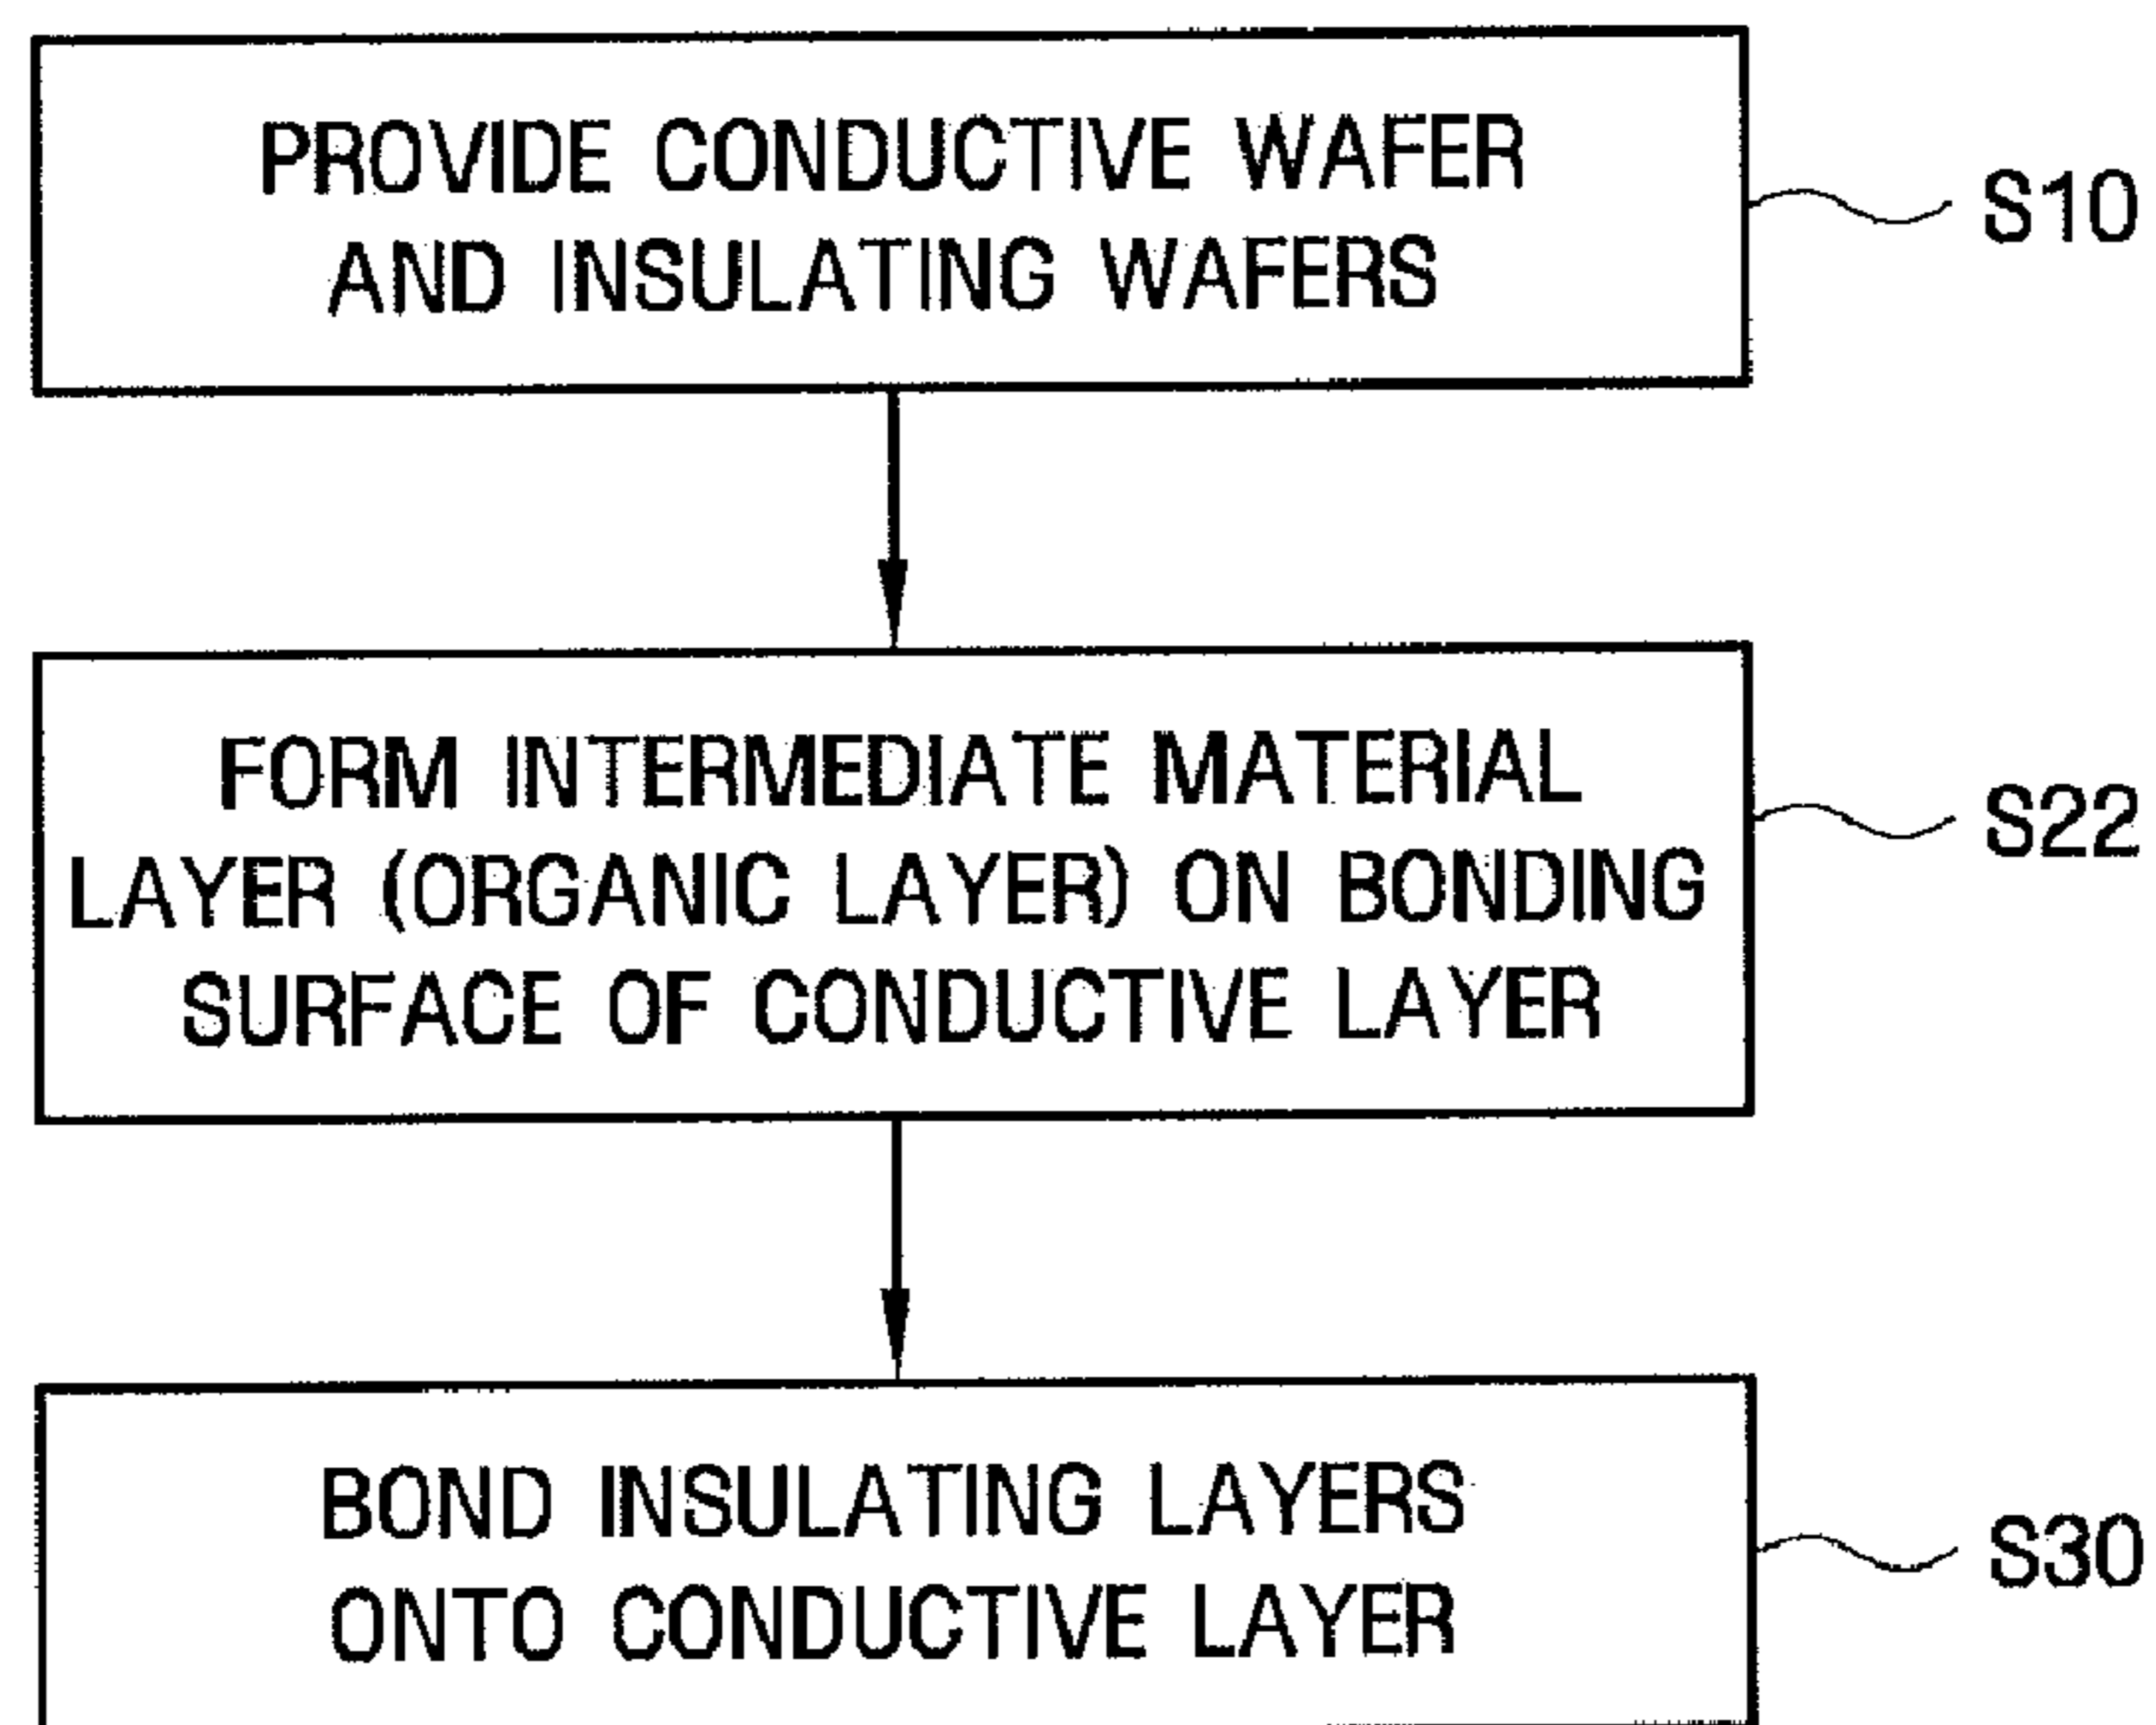 PROVIDE CONDUCTIVE WAFER
AND INSULATING WAFERS
S10
FORM INTERMEDIATE MATERIAL
LAYER (ORGANIC LAYER) ON BONDING
SURFACE OF CONDUCTIVE LAYER
S22
BOND INSULATING LAYERS
ONTO CONDUCTIVE LAYER
S30